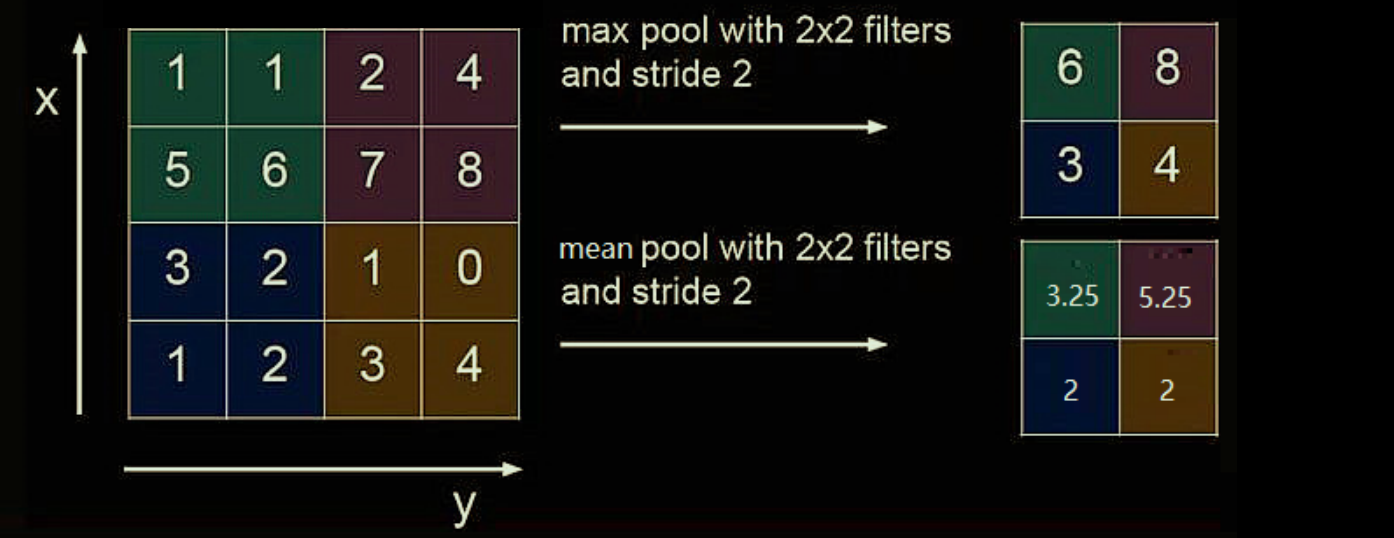 x
1 1 2 4
5 6 7 8
3 2 1 0
1 2 3 4
y
max pool with 2x2 filters
and stride 2
6 8
3 4
mean pool with 2x2 filters
and stride 2
3.25 5.25
2 2